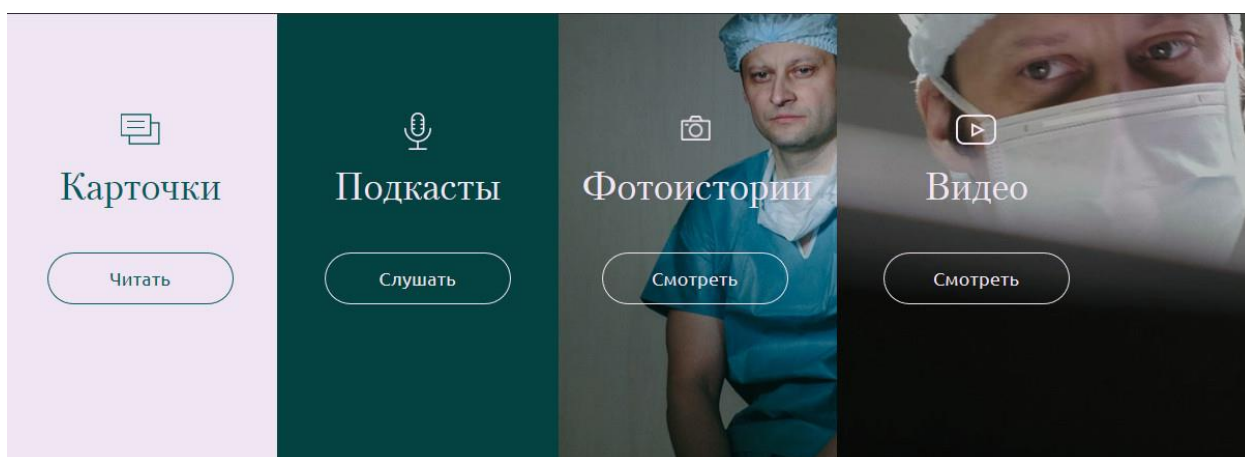 Карточки
Читать
Подкасты
Слушать
Фотоистории
Смотреть
Видео
Смотреть